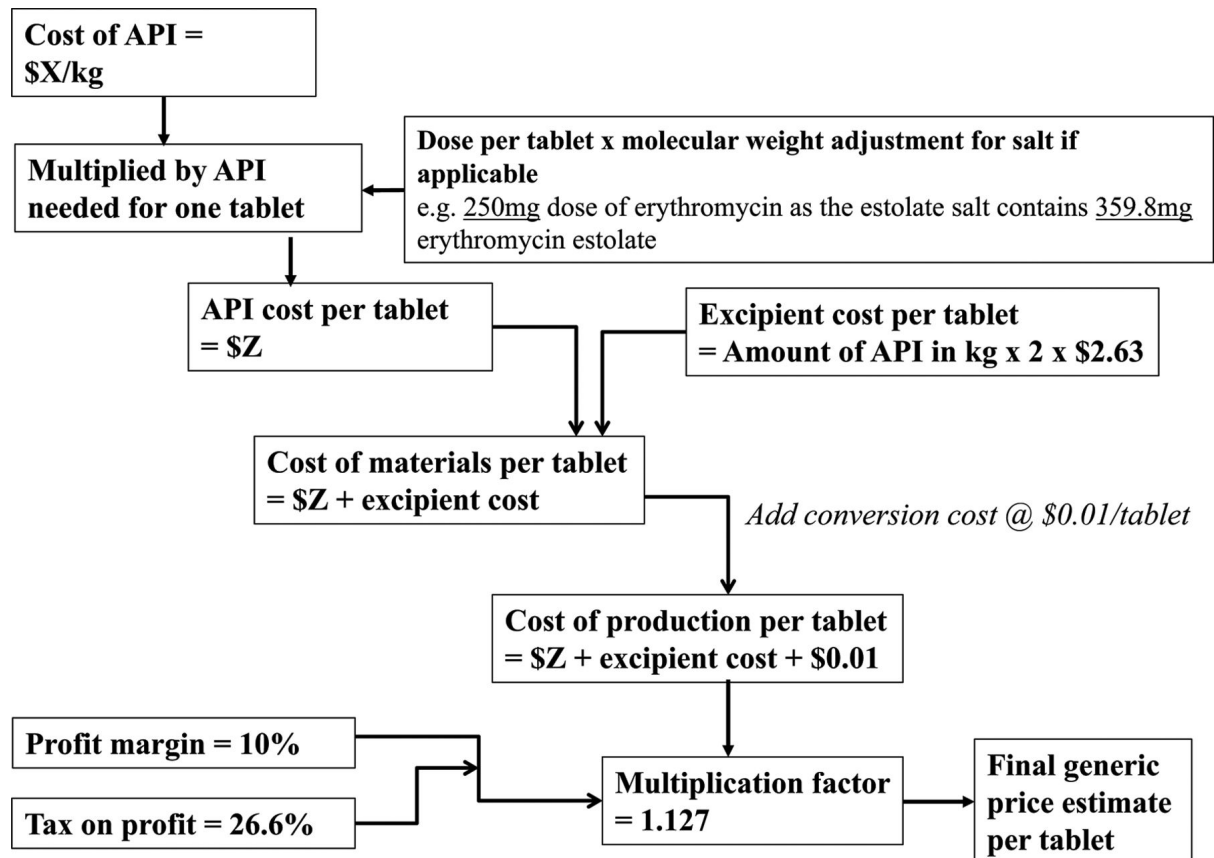 Cost of API =
$X/kg
Multiplied by API
needed for one tablet
Dose per tablet x molecular weight adjustment for salt if
applicable
e.g. 250mg dose of erythromycin as the estolate salt contains 359.8mg
erythromycin estolate
API cost per tablet
= $Z
Excipient cost per tablet
= Amount of API in kg x 2 x $2.63
Cost of materials per tablet
= $Z + excipient cost
Add conversion cost @ $0.01/tablet
Cost of production per tablet
= $Z + excipient cost + $0.01
Profit margin = 10%
Tax on profit = 26.6%
Multiplication factor
= 1.127
Final generic
price estimate
per tablet